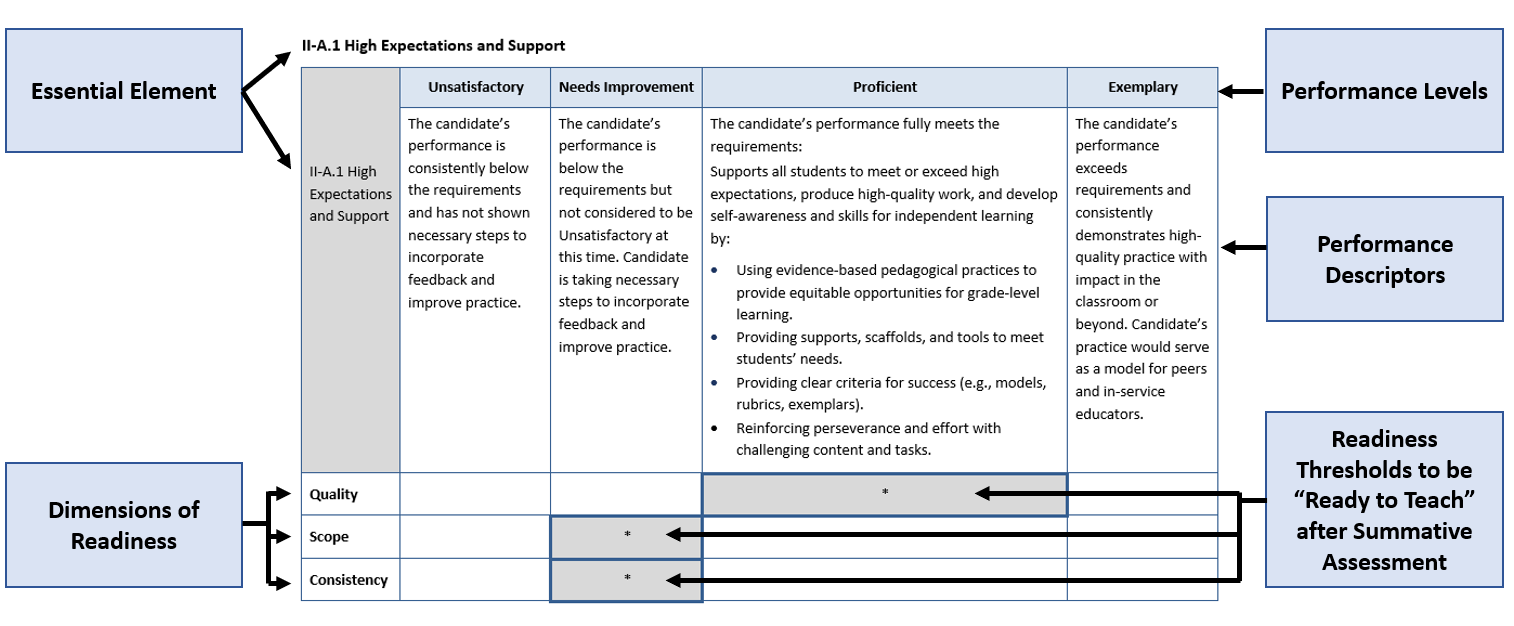 Essential Element
II-A.1 High Expectations and Support
Performance Levels
Unsatisfactory
Needs Improvement
Proficient
Exemplary
II-A.1 High
Expectations
and Support
The candidate's
performance is
consistently below
the requirements
and has not shown
necessary steps to
incorporate
feedback and
improve practice.
The candidate's
performance is
below the
requirements but
not considered to be
Unsatisfactory at
this time. Candidate
is taking necessary
steps to incorporate
feedback and
improve practice.
The candidate's performance fully meets the
requirements:
Supports all students to meet or exceed high
expectations, produce high-quality work, and develop
self-awareness and skills for independent learning
by:
• Using evidence-based pedagogical practices to
provide equitable opportunities for grade-level
learning.
• Providing supports, scaffolds, and tools to meet
students' needs.
• Providing clear criteria for success (e.g., models,
rubrics, exemplars).
• Reinforcing perseverance and effort with
challenging content and tasks.
The candidate's
performance
exceeds
requirements and
consistently
demonstrates high-
quality practice with
impact in the
classroom or
beyond. Candidate's
practice would serve
as a model for peers
and in-service
educators.
Performance
Descriptors
Dimensions of
Readiness
Quality
*
Scope
*
Consistency
*
Readiness
Thresholds to be
“Ready to Teach”
after Summative
Assessment